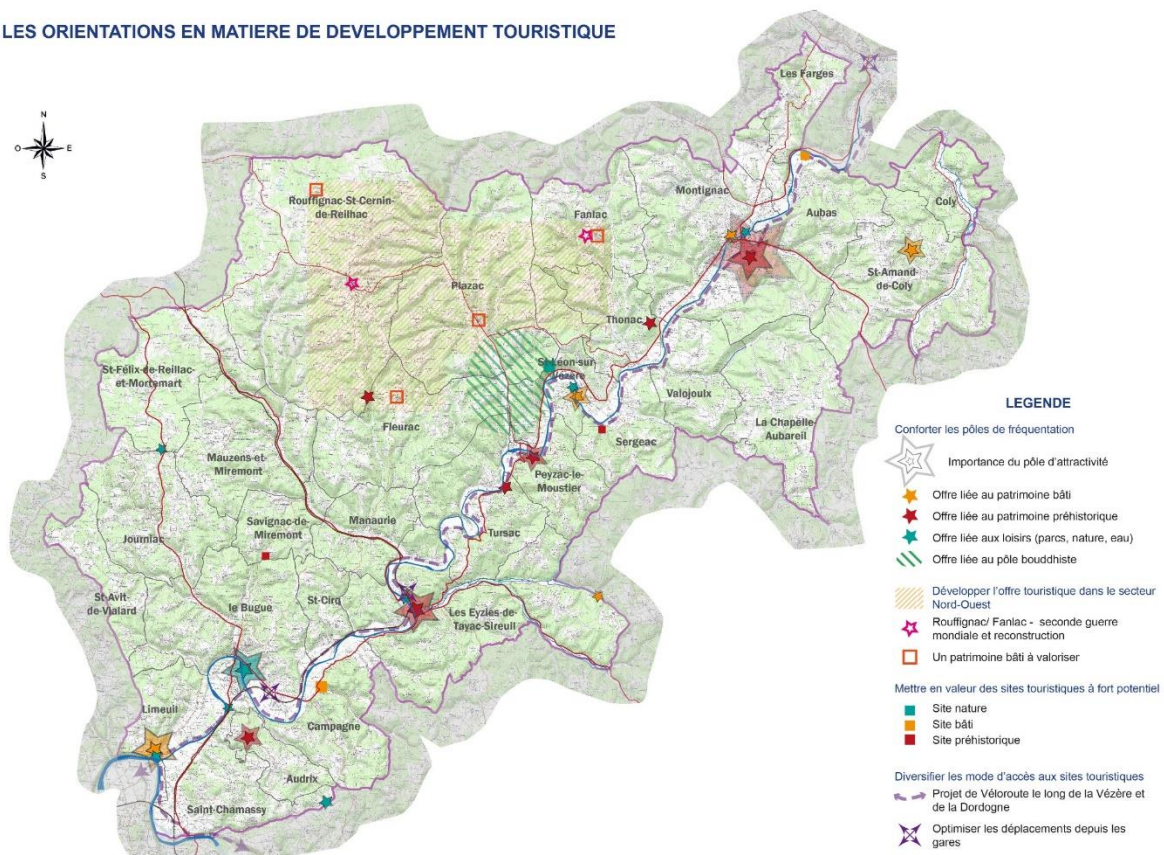 LES ORIENTATIONS EN MATIERE DE DEVELOPPEMENT TOURISTIQUE
N
O
E
S
Les Farges
Montignac
Aubas
Coly
Rouffignac-St-Cernin-
de-Reilhac
Fanlac
St-Amand-
de-Coly
Plazac
Thonac
St-Léon-sur-
Vézère
St-Félix-de-Reillac-
et-Mortemart
Valojoulx
La Chapelle-
Aubareil
Fleurac
Sergeac
Mauzens-et-
Miremont
Peyzac-le-
Moustier
Manaurie
Savignac-de-
Miremont
Tursac
Journiac
St-Avit-
de-Vialard
le Bugue
St-Cirq
Les Eyzies-de-
Tayac-Sireuil
Limeuil
Campagne
Audrix
Saint-Chamassy
LEGENDE
Conforter les pôles de fréquentation
Importance du pôle d'attractivité
Offre liée au patrimoine bâti
Offre liée au patrimoine préhistorique
Offre liée aux loisirs (parcs, nature, eau)
Offre liée au pôle bouddhiste
Développer l'offre touristique dans le secteur
Nord-Ouest
Rouffignac/ Fanlac - seconde guerre
mondiale et reconstruction
Un patrimoine bâti à valoriser
Mettre en valeur des sites touristiques à fort potentiel
Site nature
Site bâti
Site préhistorique
Diversifier les mode d'accès aux sites touristiques
Projet de Véloroute le long de la Vézère et
de la Dordogne
Optimiser les déplacements depuis les
gares